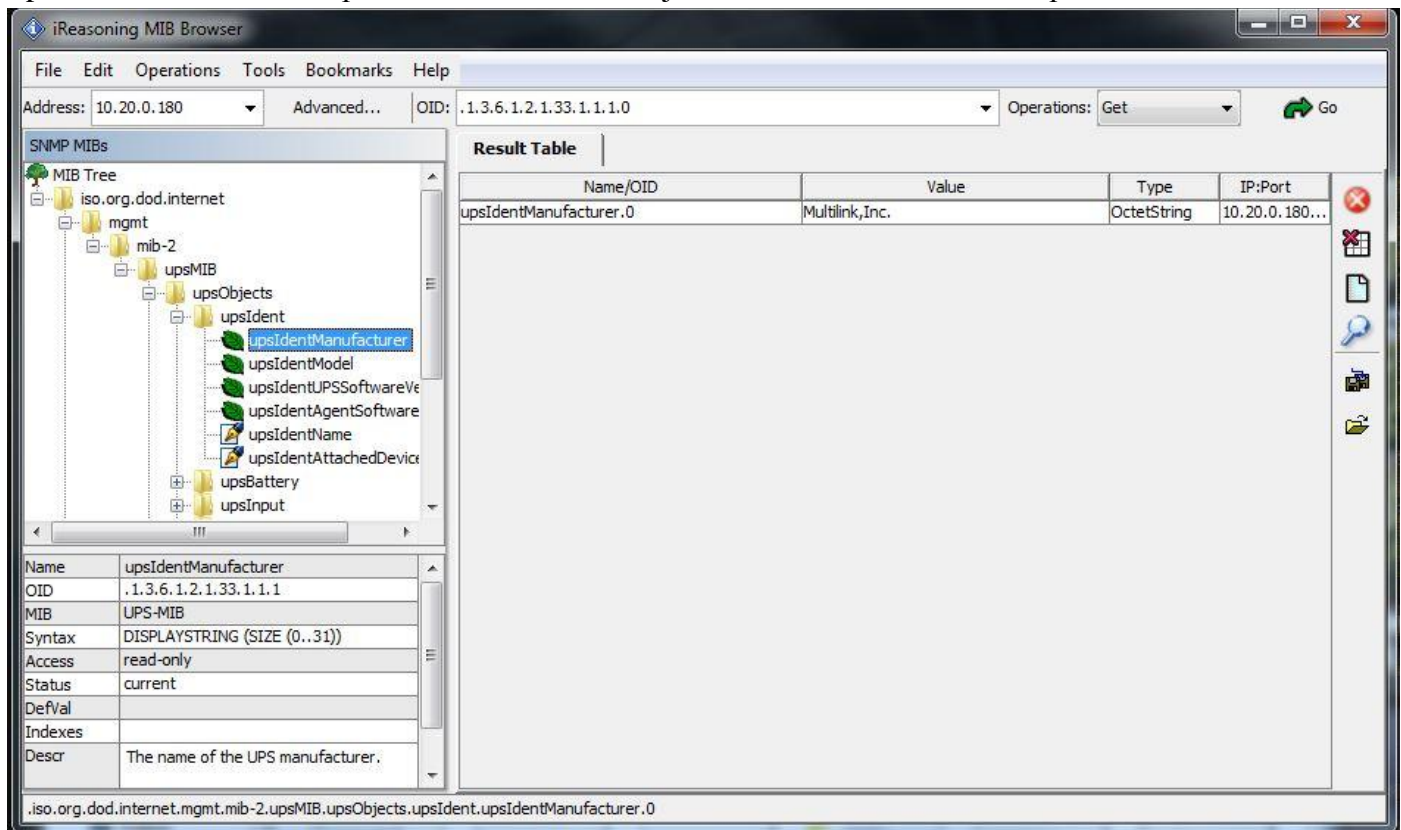 iReasoning MIB Browser
File Edit Operations Tools Bookmarks Help
Address: 10.20.0.180 Advanced... OID: .1.3.6.1.2.1.33.1.1.1.0 Operations: Get Go
SNMP MIBs
MIB Tree
iso.org.dod.internet
mgmt
mib-2
upsMIB
upsObjects
upsIdent
upsIdentManufacturer
upsIdentModel
upsIdentUPSSoftwareVe
upsIdentAgentSoftware
upsIdentName
upsIdentAttachedDevice
upsBattery
upsInput
Name upsIdentManufacturer
OID .1.3.6.1.2.1.33.1.1.1
MIB UPS-MIB
Syntax DISPLAYSTRING (SIZE (0..31))
Access read-only
Status current
DefVal
Indexes
Descr The name of the UPS manufacturer.
Result Table
Name/OID Value Type IP:Port
upsIdentManufacturer.0 Multilink,Inc. OctetString 10.20.0.180...
.iso.org.dod.internet.mgmt.mib-2.upsMIB.upsObjects.upsIdent.upsIdentManufacturer.0